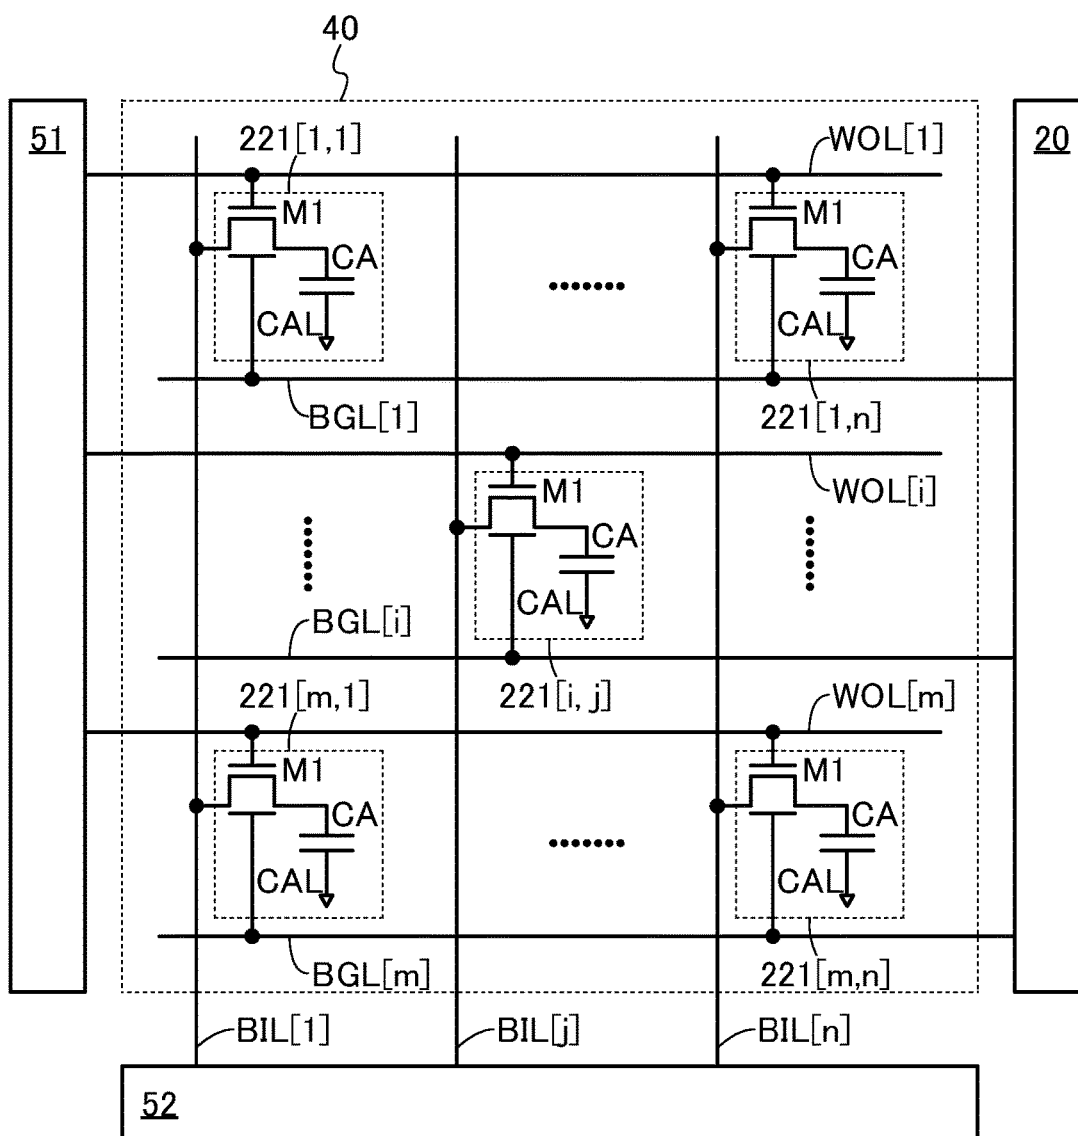 40
51
221[1,1]
WOL[1]
20
M1
M1
CA
CA
CAL
CAL
BGL[1]
221[1,n]
M1
WOL[i]
CA
CAL
BGL[i]
221[m,1]
221[i, j]
WOL[m]
M1
M1
CA
CA
CAL
CAL
BGL[m]
221[m,n]
BIL[1]
BIL[j]
BIL[n]
52